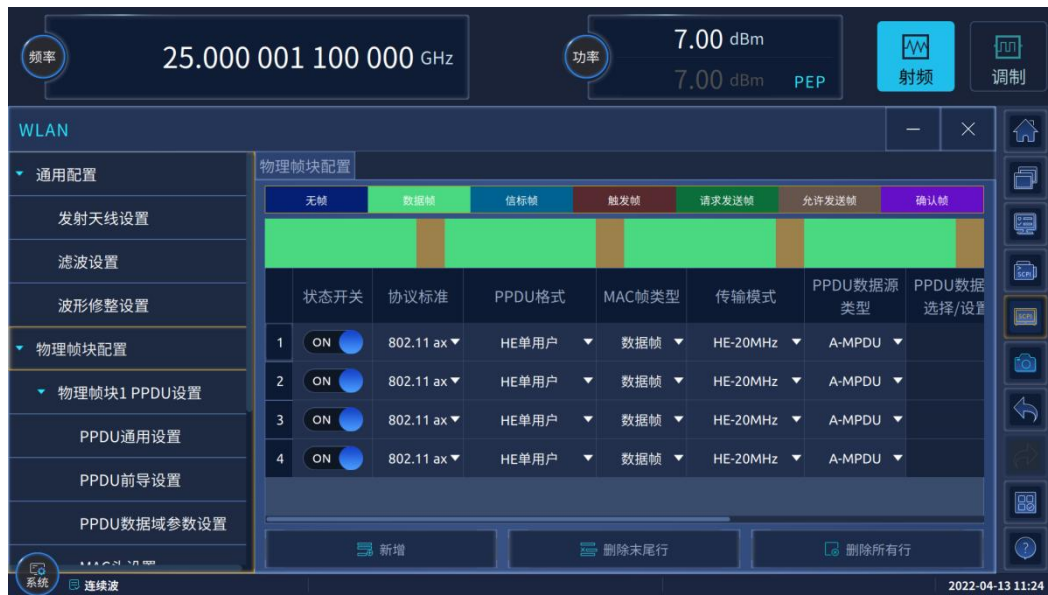 频率
25.000 001 100 000 GHz
功率
7.00 dBm
7.00 dBm PEP
射频
调制
WLAN
通用配置
发射天线设置
滤波设置
波形修整设置
物理帧块配置
物理帧块1 PPDU设置
PPDU通用设置
PPDU前导设置
PPDU数据域参数设置
MAC头设置
物理帧块配置
无帧 数据帧 信标帧 触发帧 请求发送帧 允许发送帧 确认帧
状态开关 协议标准 PPDU格式 MAC帧类型 传输模式 PPDU数据源类型 PPDU数据选择/设置
1 ON 802.11 ax HE单用户 数据帧 HE-20MHz A-MPDU
2 ON 802.11 ax HE单用户 数据帧 HE-20MHz A-MPDU
3 ON 802.11 ax HE单用户 数据帧 HE-20MHz A-MPDU
4 ON 802.11 ax HE单用户 数据帧 HE-20MHz A-MPDU
新增 删除末尾行 删除所有行
SCPI
SCPI
系统
连续波
2022-04-13 11:24